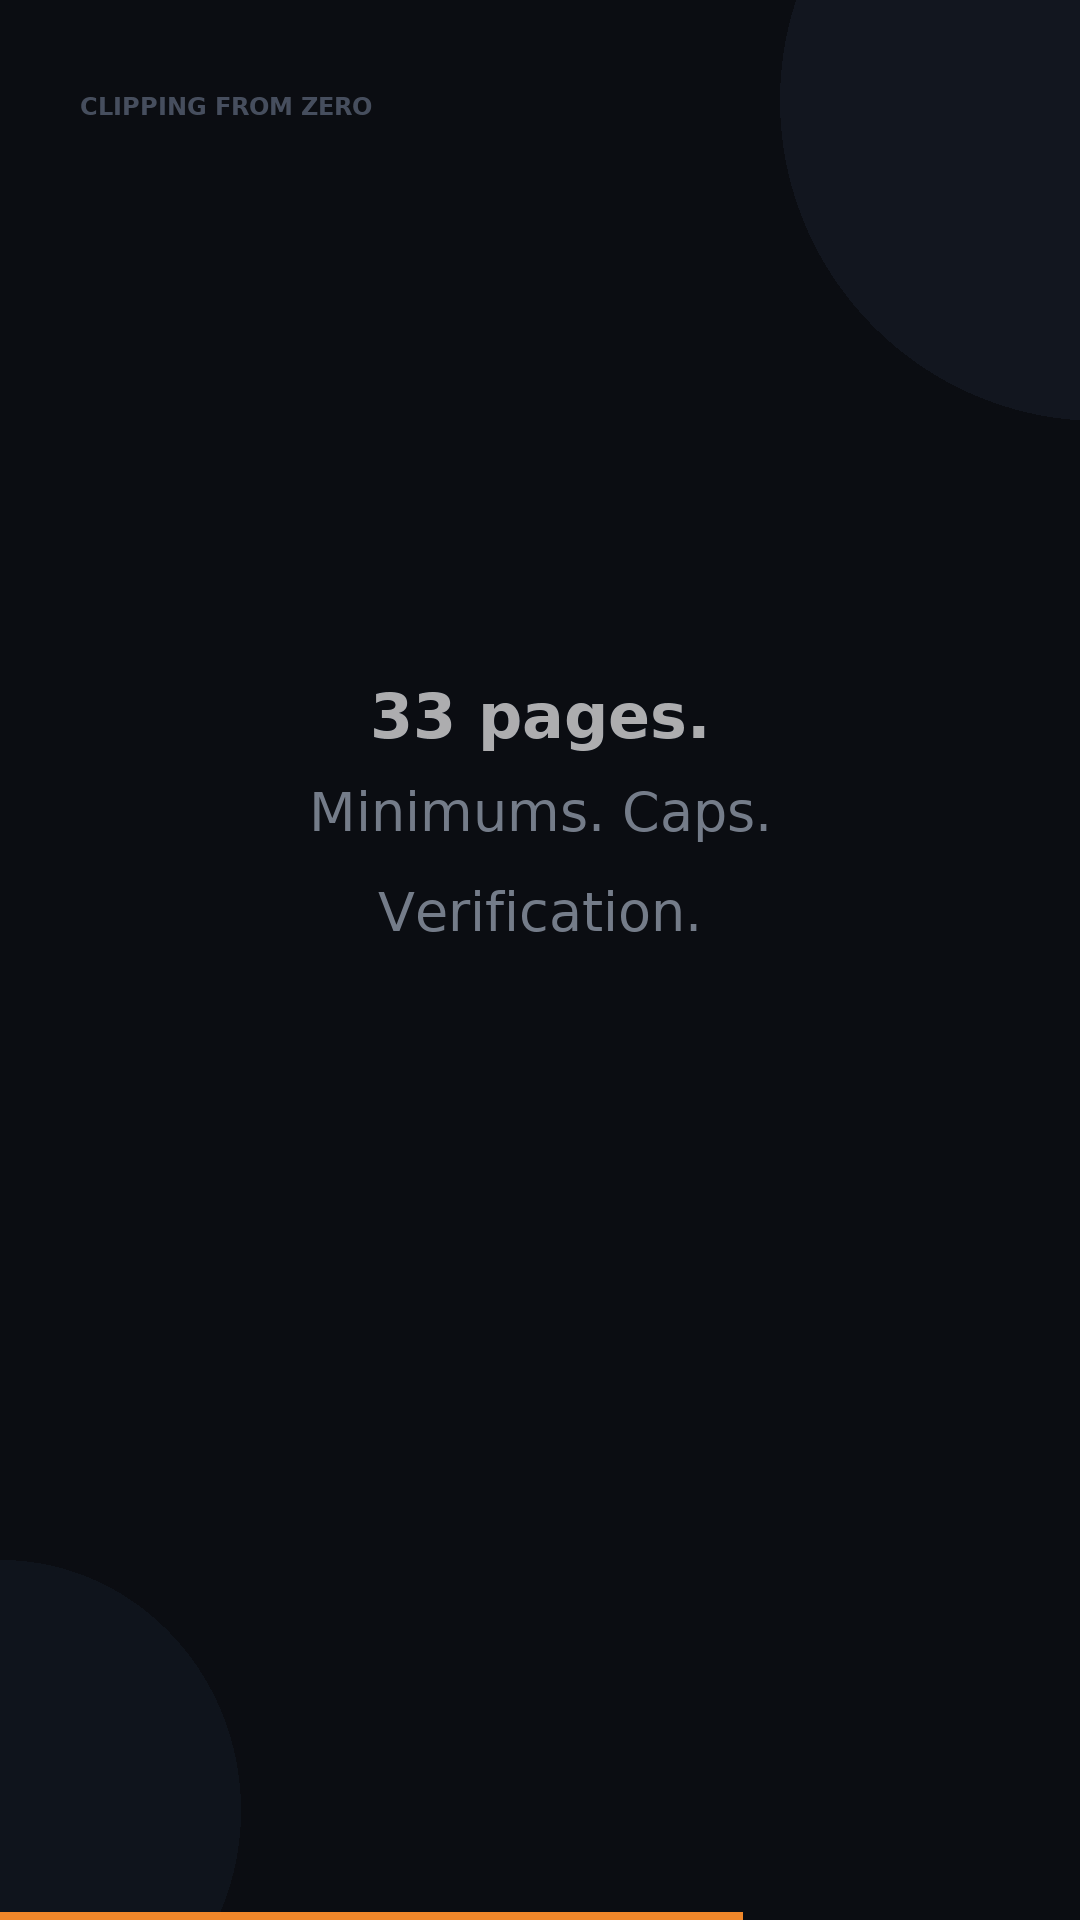 CLIPPING FROM ZERO
33 pages.
Minimums. Caps.
Verification.